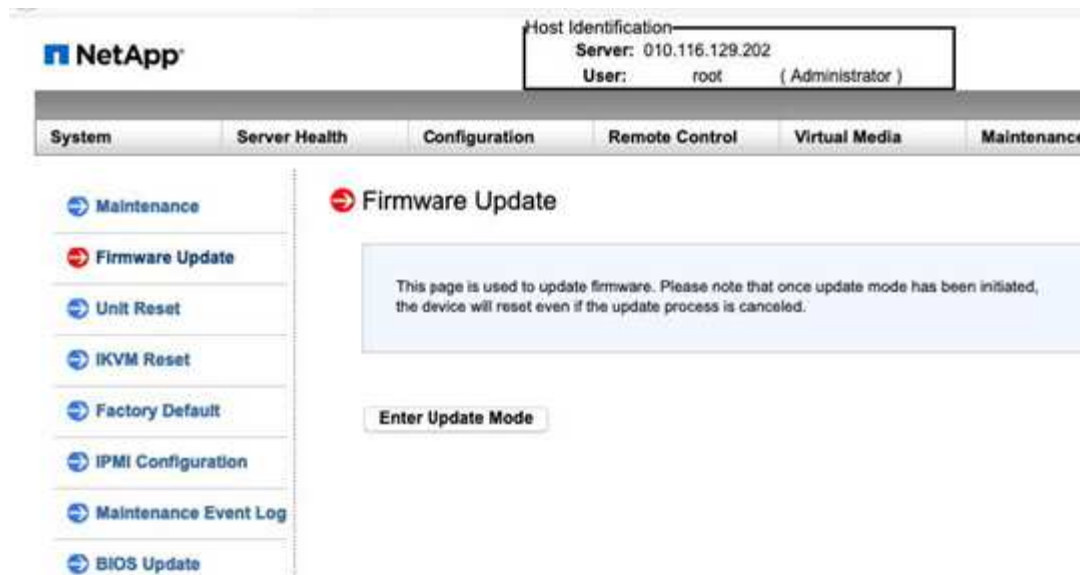 Host Identification
NetApp
Server: 010.116.129.202
User: root ( Administrator )
System Server Health Configuration Remote Control Virtual Media Maintenance
Maintenance
Firmware Update
Unit Reset
IKVM Reset
Factory Default
IPMI Configuration
Maintenance Event Log
BIOS Update
Firmware Update
This page is used to update firmware. Please note that once update mode has been initiated,
the device will reset even if the update process is canceled.
Enter Update Mode